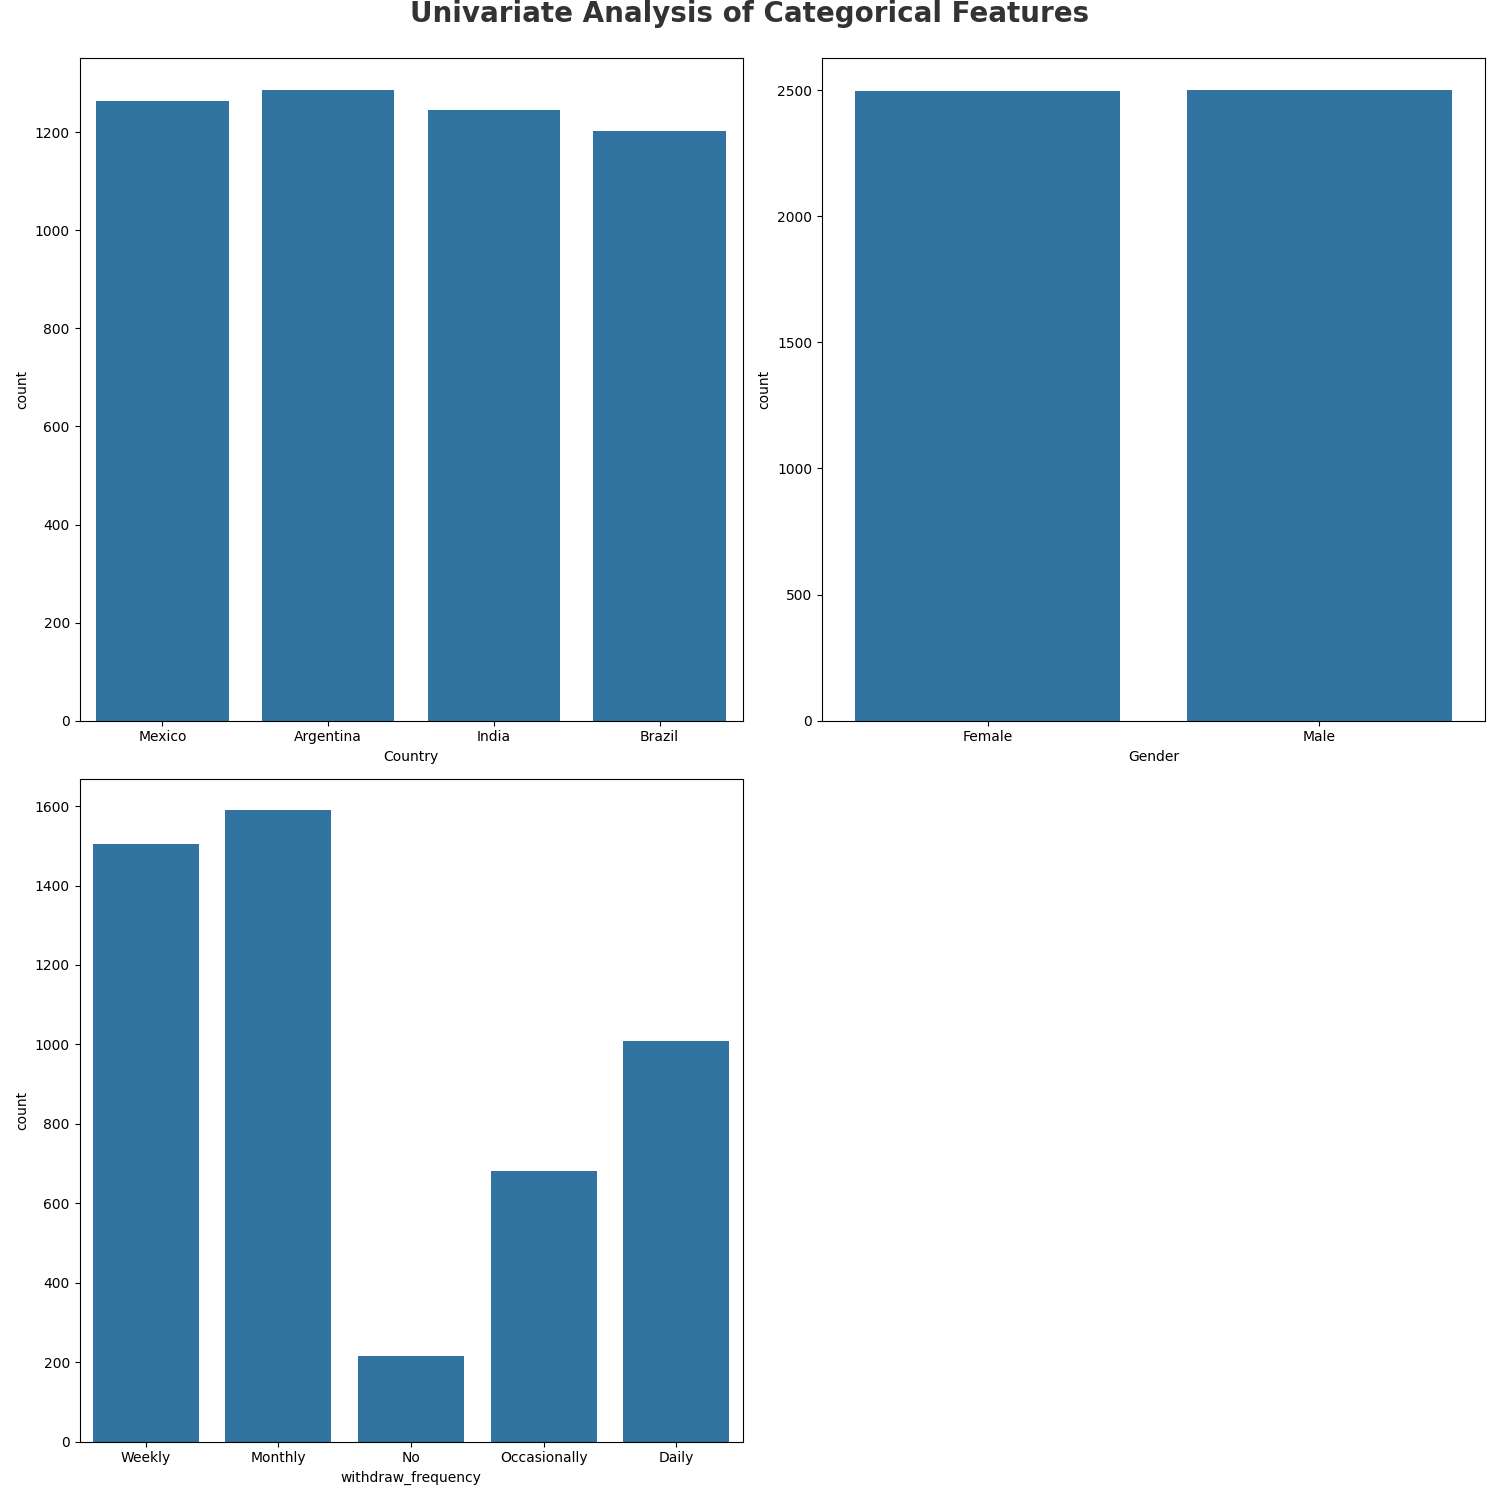 Univariate Analysis of Categorical Features
1200
1000
800
600
400
200
0
count
Mexico Argentina India Brazil
Country
2500
2000
1500
1000
500
0
count
Female Male
Gender
1600
1400
1200
1000
800
600
400
200
0
count
Weekly Monthly No Occasionally Daily
withdraw_frequency